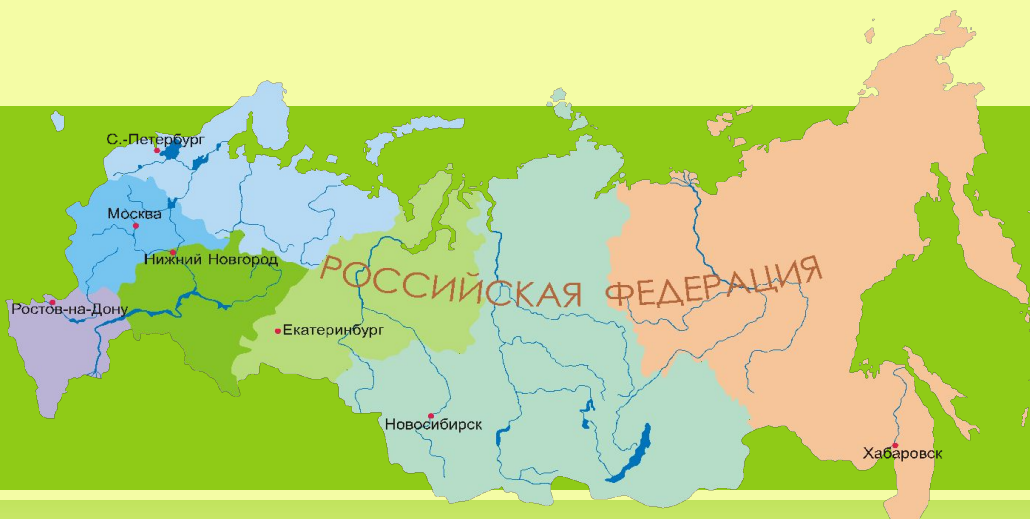 С.-Петербург
Москва
Нижний Новгород
РОССИЙСКАЯ ФЕДЕРАЦИЯ
Ростов-на-Дону
Екатеринбург
Новосибирск
Хабаровск